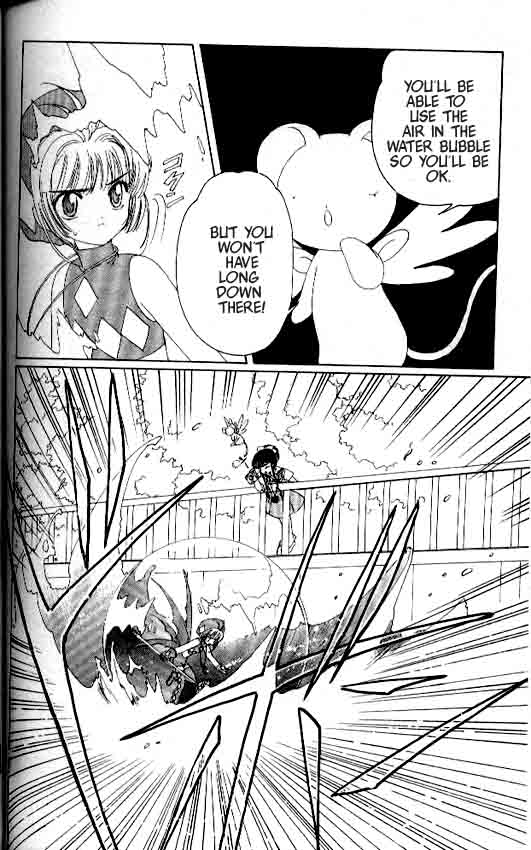 YOU'LL BE
ABLE TO
USE THE
AIR IN THE
WATER BUBBLE
SO YOU'LL BE
OK.
BUT YOU
WON'T
HAVE
LONG
DOWN
THERE!